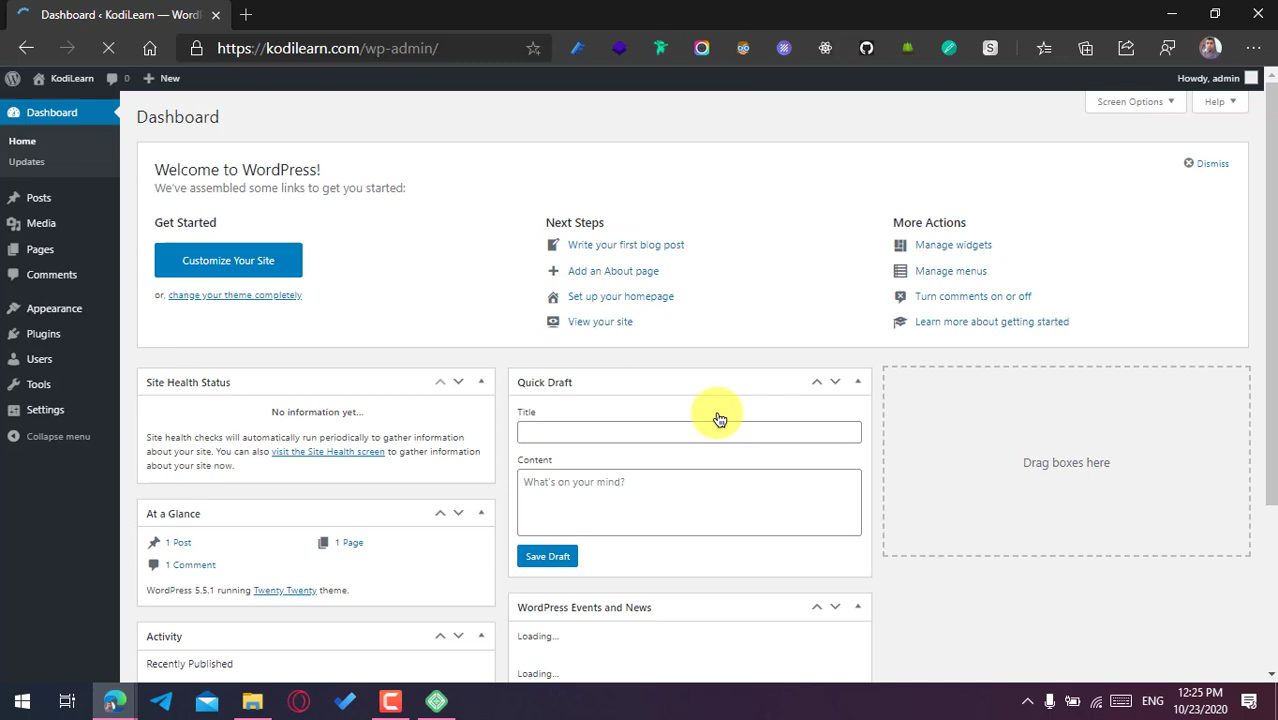 Dashboard ‹ KodiLearn — Word
https://kodilearn.com/wp-admin/
S
KodiLearn 0 New
Howdy, admin
Dashboard
Home
Updates
Posts
Media
Pages
Comments
Appearance
Plugins
Users
Tools
Settings
Collapse menu
Screen Options
Help
Dashboard
Welcome to WordPress!
We've assembled some links to get you started:
Dismiss
Get Started
Customize Your Site
or, change your theme completely
Next Steps
Write your first blog post
Add an About page
Set up your homepage
View your site
More Actions
Manage widgets
Manage menus
Turn comments on or off
Learn more about getting started
Site Health Status
No information yet...
Site health checks will automatically run periodically to gather information
about your site. You can also visit the Site Health screen to gather information
about your site now.
At a Glance
1 Post
1 Page
1 Comment
WordPress 5.5.1 running Twenty Twenty theme.
Activity
Recently Published
Quick Draft
Title
Content
What's on your mind?
Save Draft
WordPress Events and News
Loading...
Loading...
Drag boxes here
ENG
12:25 PM
10/23/2020